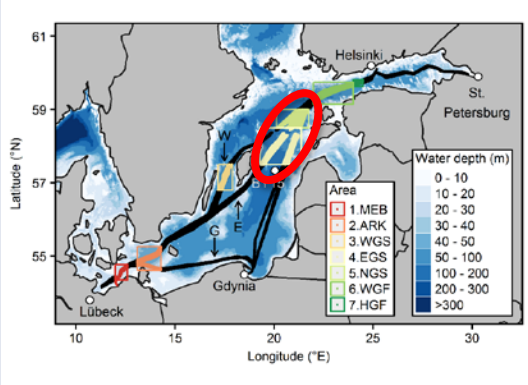 61
59
57
55
Latitude (°N)
10
15
20
25
30
Longitude (°E)
Helsinki
St.
Petersburg
W
E
G
Gdynia
Lübeck
Area
1.MEB
2.ARK
3.WGS
4.EGS
5.NGS
6.WGF
7.HGF
Water depth (m)
0 - 10
10 - 20
20 - 30
30 - 40
40 - 50
50 - 100
100 - 200
200 - 300
>300